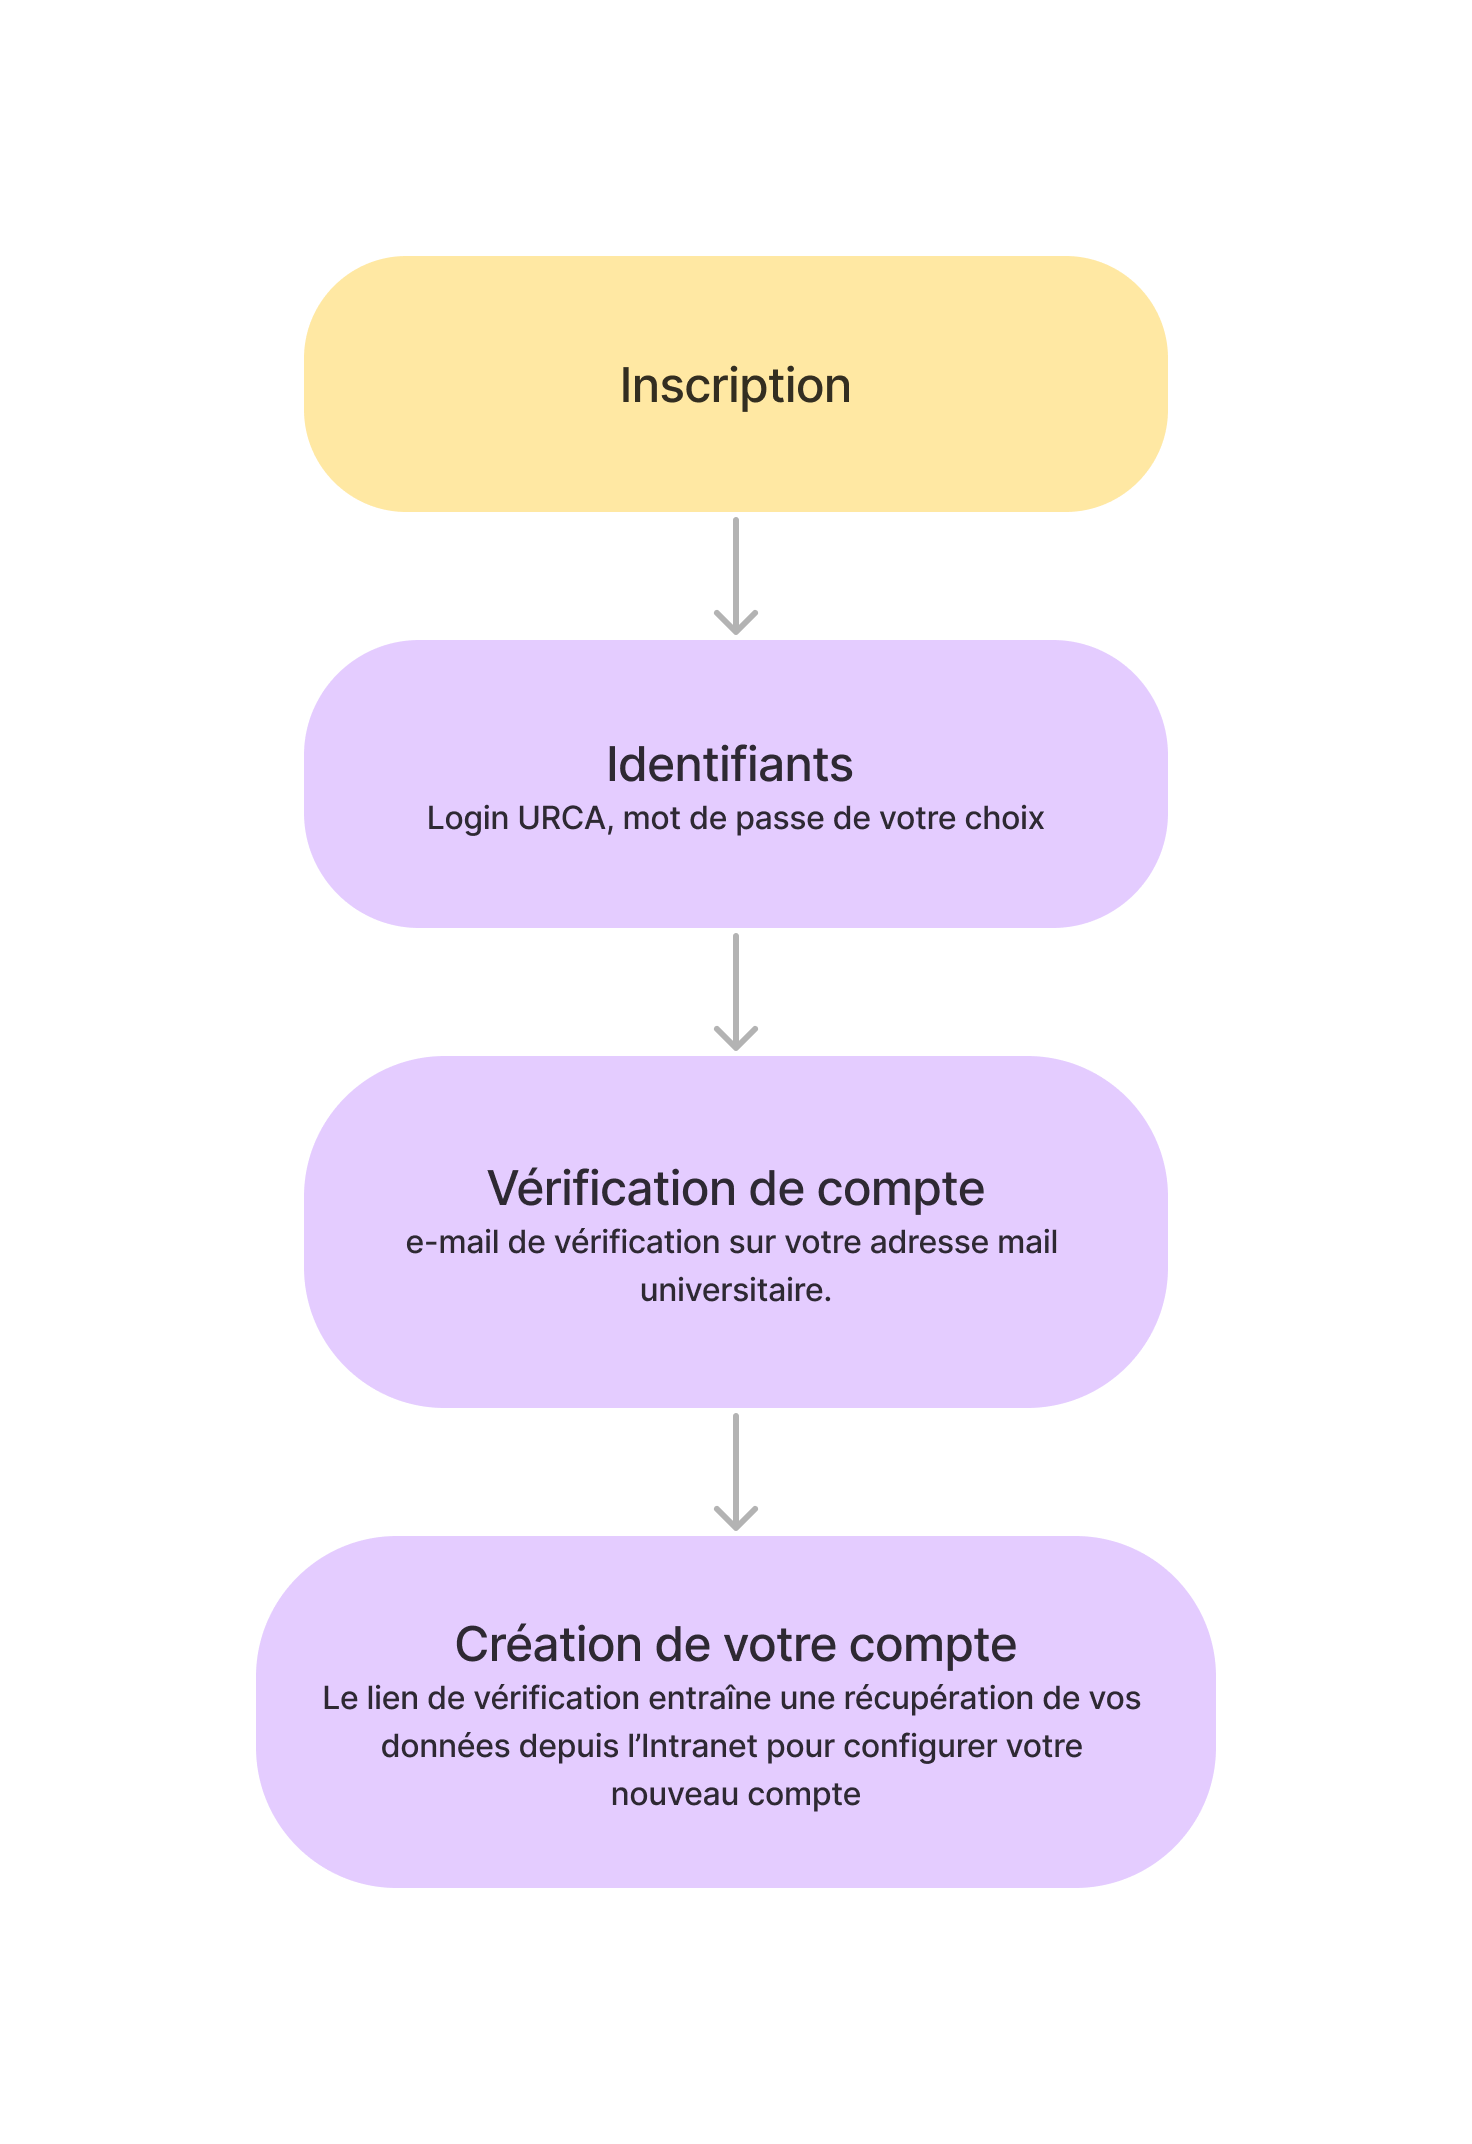 Inscription
Identifiants
Login URCA, mot de passe de votre choix
Vérification de compte
e-mail de vérification sur votre adresse mail
universitaire.
Création de votre compte
Le lien de vérification entraîne une récupération de vos
données depuis l’Intranet pour configurer votre
nouveau compte